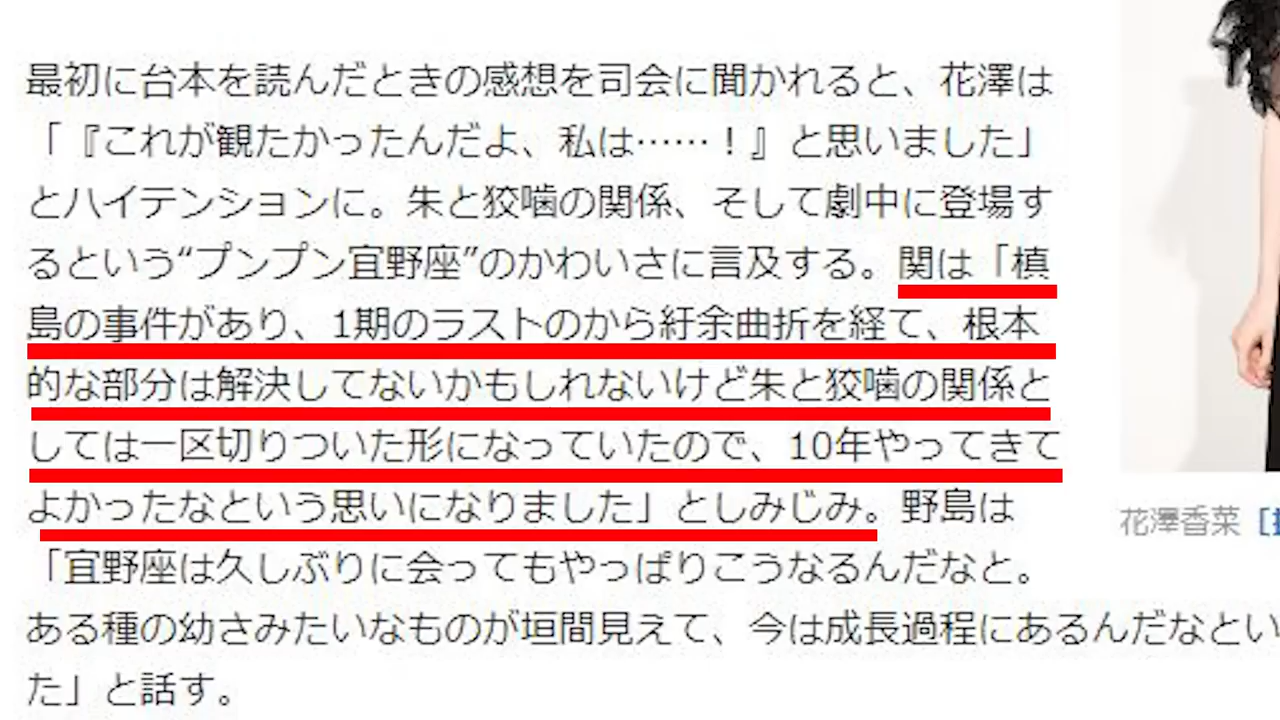 最初に台本を読んだときの感想を司会に聞かれると、花澤は
「『これが観たかったんだよ、私は……！』と思いました」
とハイテンションに。朱と狡噛の関係、そして劇中に登場す
るという“プンプン宜野座”のかわいさに言及する。関は「槙
島の事件があり、1期のラストのから紆余曲折を経て、根本
的な部分は解決してないかもしれないけど朱と狡噛の関係と
しては一区切りついた形になっていたので、10年やってきて
よかったなという思いになりました」としみじみ。野島は
「宜野座は久しぶりに会ってもやっぱりこうなるんだなと。
ある種の幼さみたいなものが垣間見えて、今は成長過程にあるんだなとい
た」と話す。
花澤香菜 [